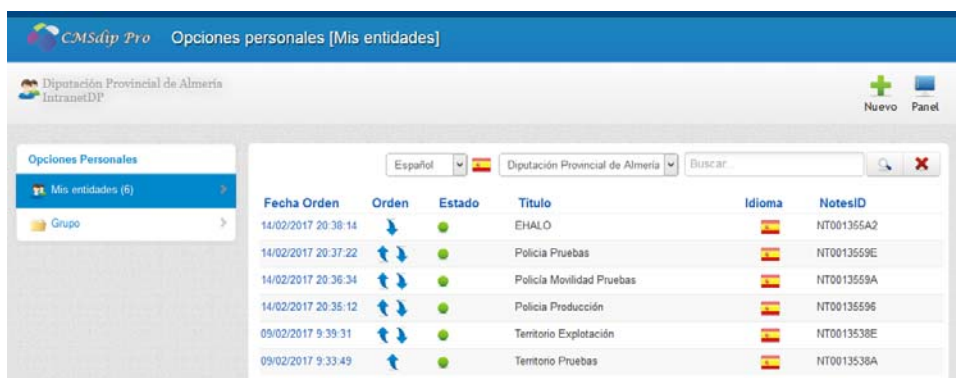 CMSdip Pro Opciones personales [Mis entidades]
Diputación Provincial de Almería
IntranetDP
Nuevo Panel
Opciones Personales
Mis entidades (6)
Grupo
Español Diputación Provincial de Almería Buscar...
Fecha Orden Orden Estado Titulo Idioma NotesID
14/02/2017 20:38:14 EHALO NT001355A2
14/02/2017 20:37:22 Policia Pruebas NT0013559E
14/02/2017 20:36:34 Policía Movilidad Pruebas NT0013559A
14/02/2017 20:35:12 Policia Producción NT00135596
09/02/2017 9:39:31 Territorio Explotación NT0013538E
09/02/2017 9:33:49 Territorio Pruebas NT0013538A